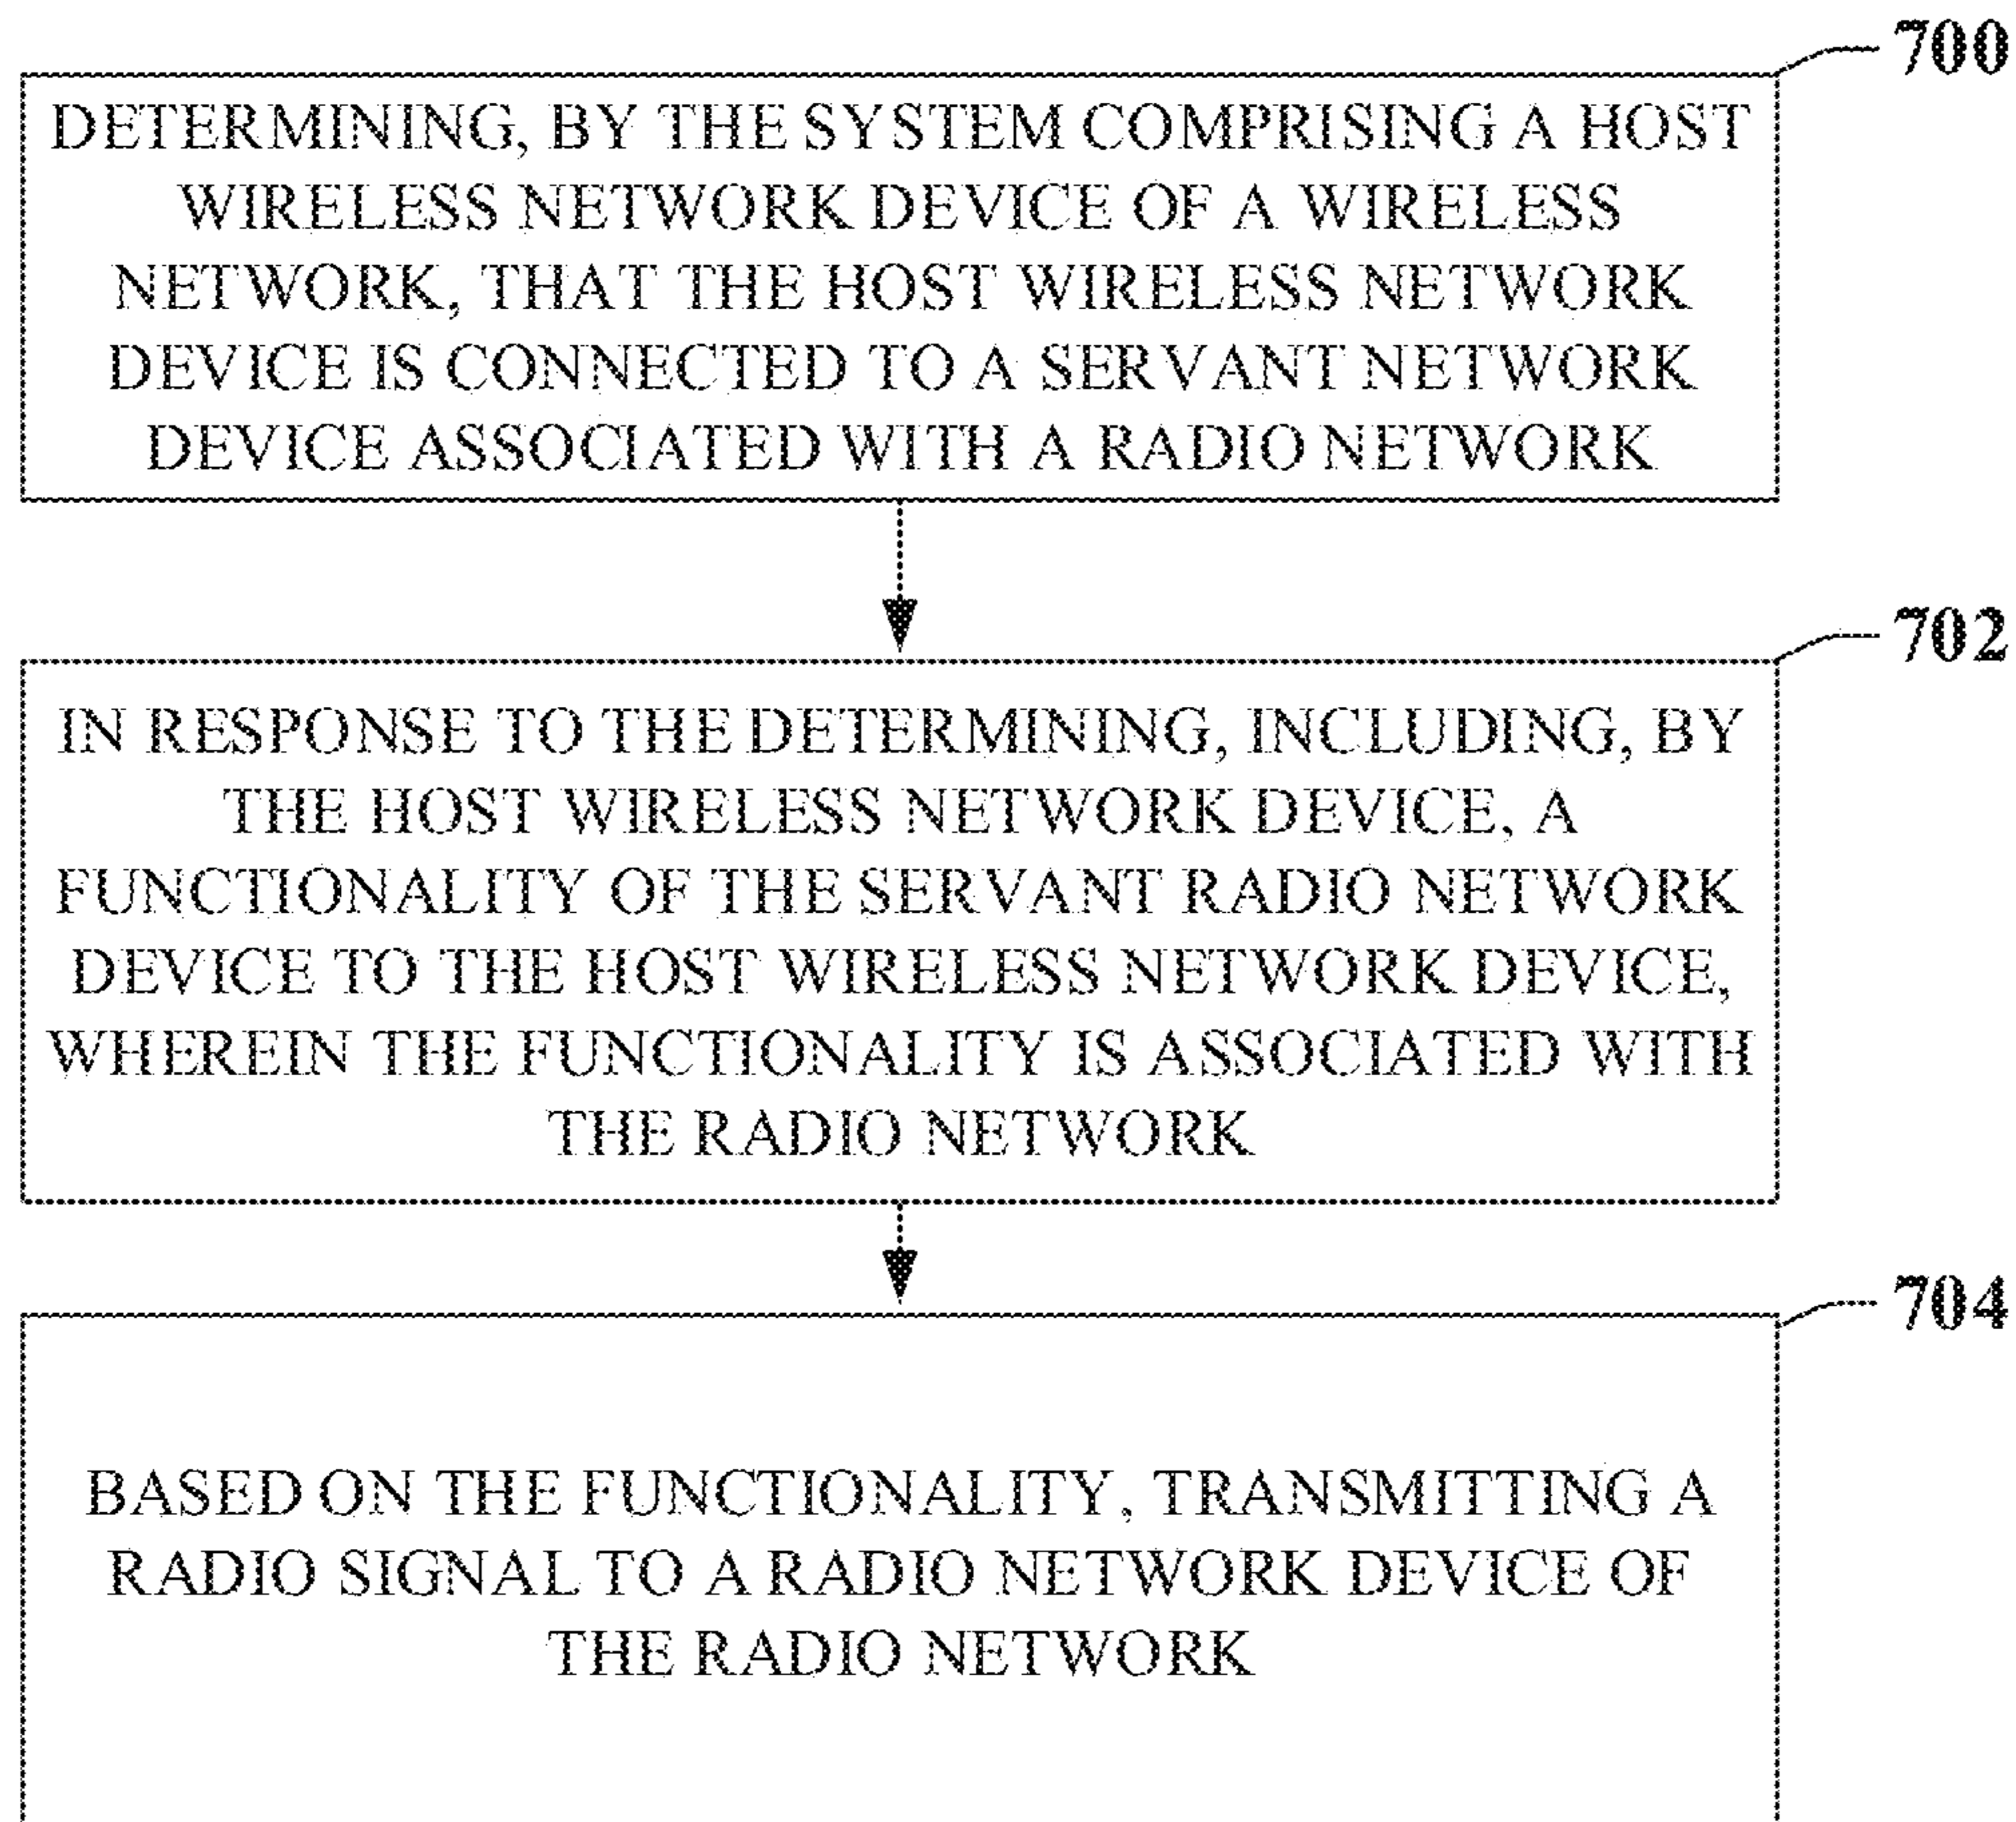 700
DETERMINING, BY THE SYSTEM COMPRISING A HOST
WIRELESS NETWORK DEVICE OF A WIRELESS
NETWORK, THAT THE HOST WIRELESS NETWORK
DEVICE IS CONNECTED TO A SERVANT NETWORK
DEVICE ASSOCIATED WITH A RADIO NETWORK
702
IN RESPONSE TO THE DETERMINING, INCLUDING, BY
THE HOST WIRELESS NETWORK DEVICE, A
FUNCTIONALITY OF THE SERVANT RADIO NETWORK
DEVICE TO THE HOST WIRELESS NETWORK DEVICE,
WHEREIN THE FUNCTIONALITY IS ASSOCIATED WITH
THE RADIO NETWORK
704
BASED ON THE FUNCTIONALITY, TRANSMITTING A
RADIO SIGNAL TO A RADIO NETWORK DEVICE OF
THE RADIO NETWORK